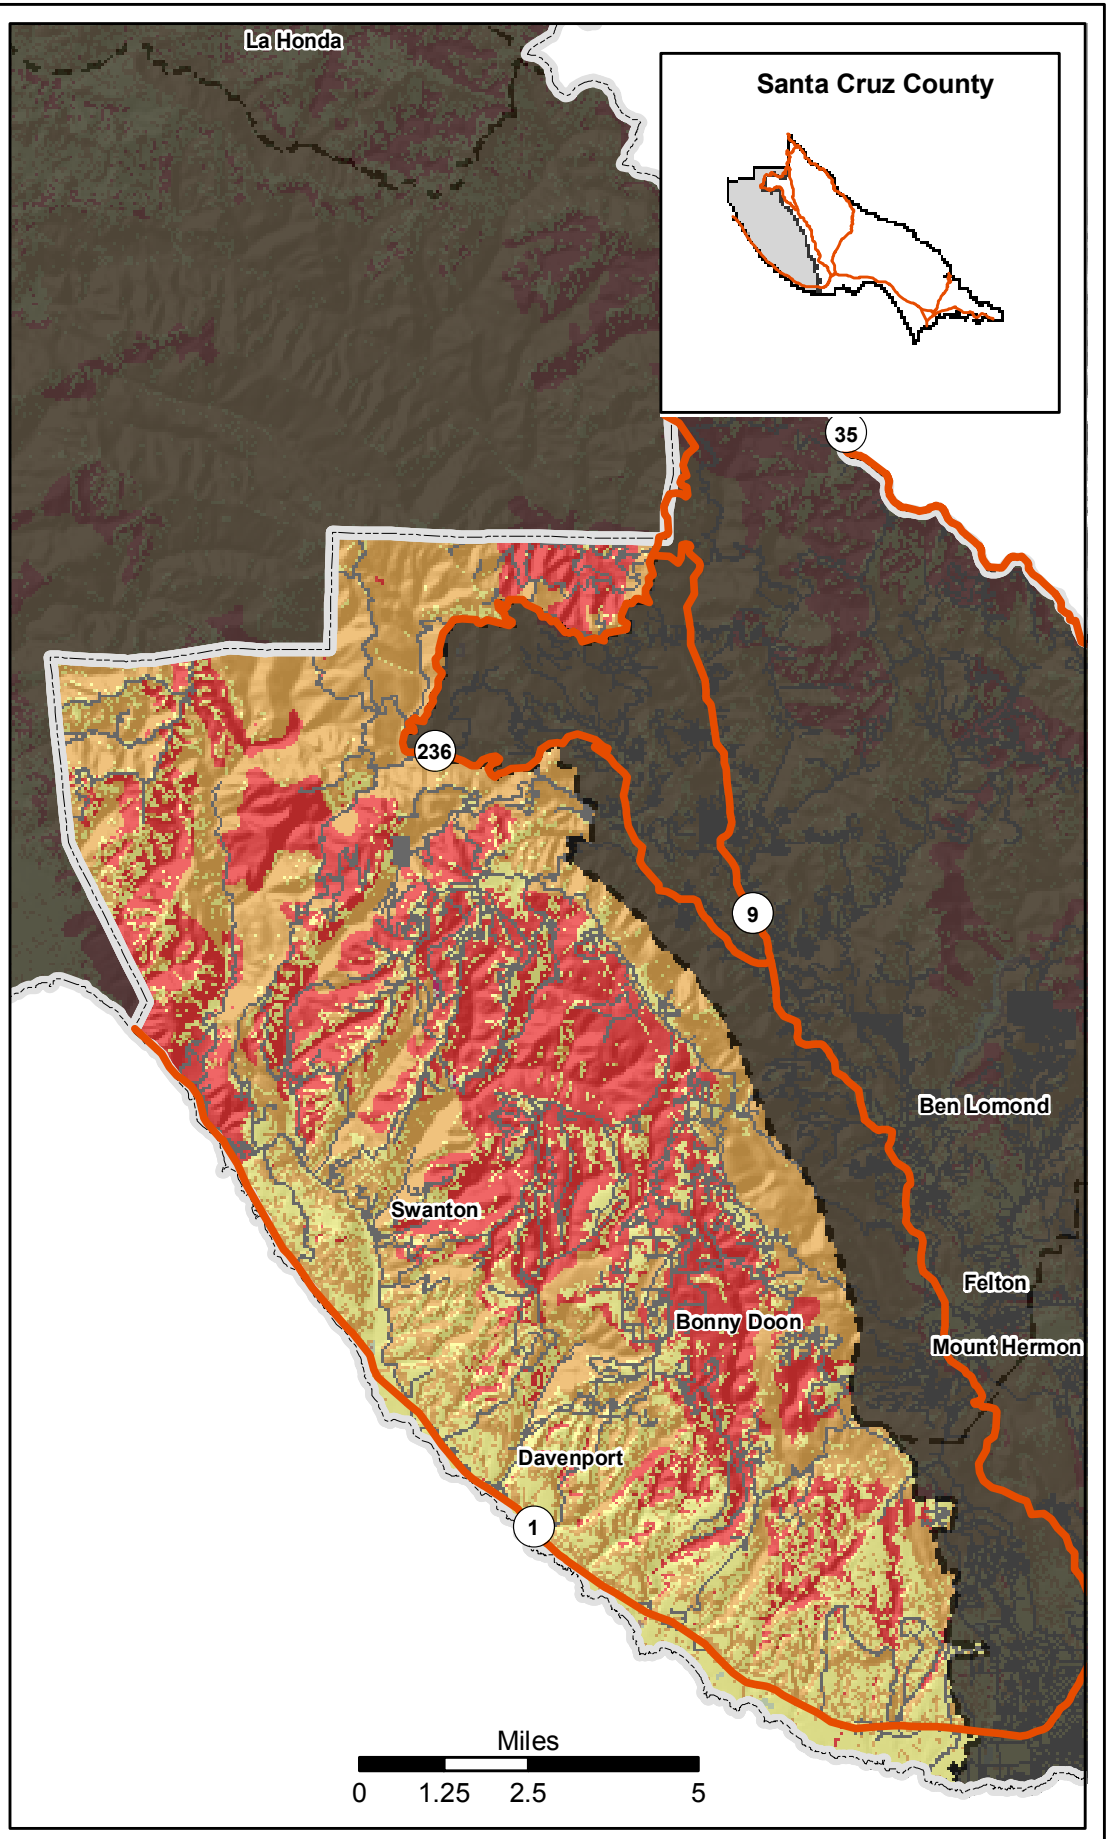 La Honda
Santa Cruz County
35
236
9
Ben Lomond
Swanton
Felton
Bonny Doon
Mount Hermon
Davenport
1
Miles
0 1.25 2.5 5